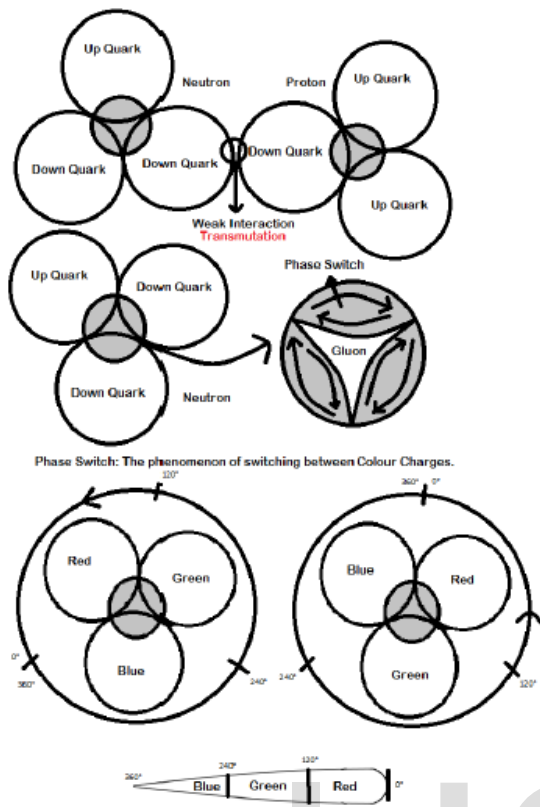 Up Quark
Neutron
Proton
Up Quark
Down Quark
Down Quark
Down Quark
Up Quark
Weak Interaction
Transmutation
Up Quark
Down Quark
Phase Switch
Gluon
Down Quark
Neutron
Phase Switch: The phenomenon of switching between Colour Charges.
120°
360°
0°
Red
Green
Blue
0°
360°
240°
Blue
Red
Green
240°
120°
360°
Blue
240°
Green
120°
Red
0°